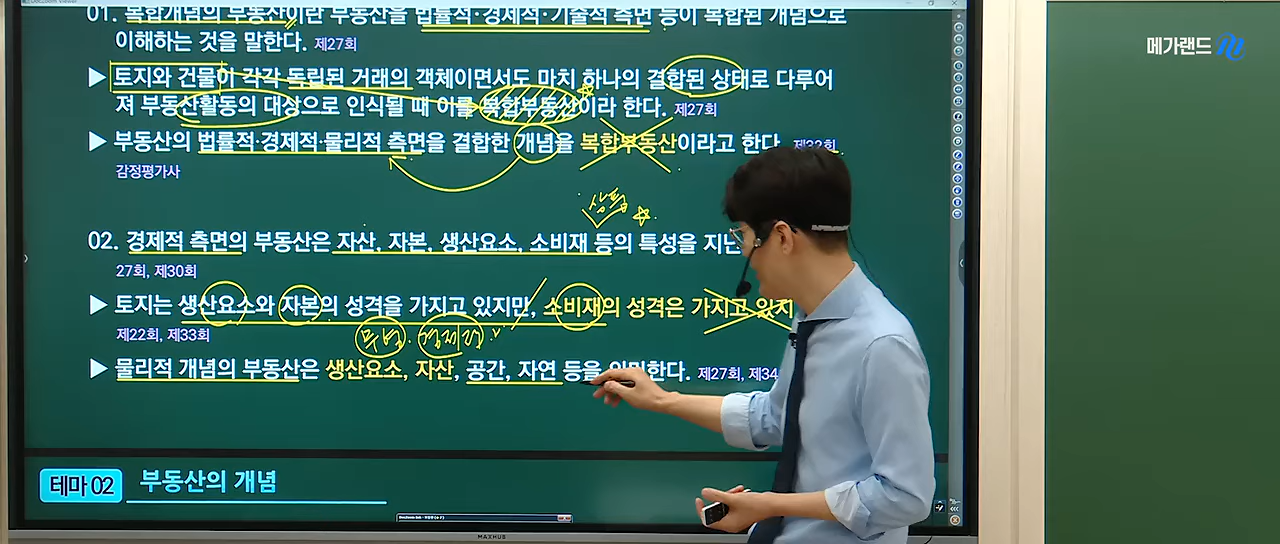 01. 복합개념의 부동산이란 부동산을 법률적·경제적·기술적 측면 등이 복합된 개념으로
이해하는 것을 말한다. 제27회
▶ 토지와 건물이 각각 독립된 거래의 객체이면서도 마치 하나의 결합된 상태로 다루어
져 부동산활동의 대상으로 인식될 때 이를 복합부동산이라 한다. 제27회
▶ 부동산의 법률적·경제적·물리적 측면을 결합한 개념을 복합부동산이라고 한다. 제32회
감정평가사
02. 경제적 측면의 부동산은 자산, 자본, 생산요소, 소비재 등의 특성을 지닌
27회, 제30회
▶ 토지는 생산요소와 자본의 성격을 가지고 있지만, 소비재의 성격은 가지고 있지
제22회, 제33회
▶ 물리적 개념의 부동산은 생산요소, 자산, 공간, 자연 등을 의미한다. 제27회, 제34
테마 02 부동산의 개념
MAXHUB
메가랜드